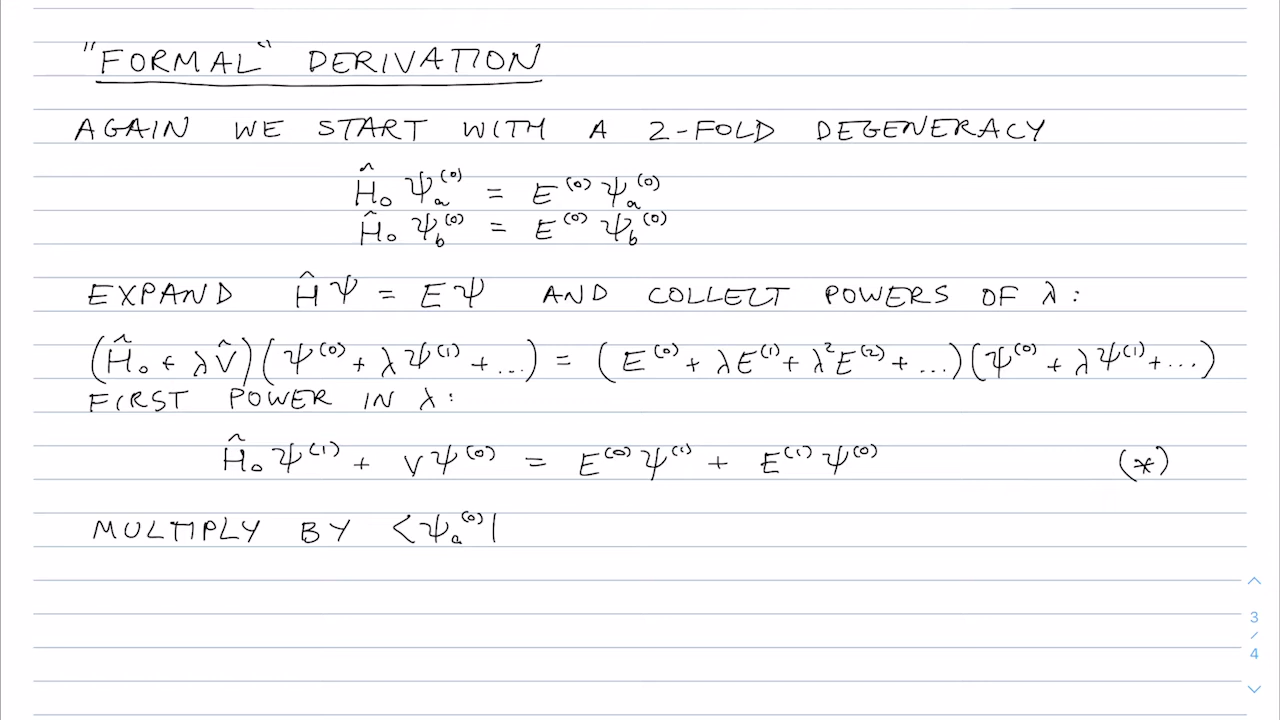 "FORMAL" DERIVATION
AGAIN WE START WITH A 2-FOLD DEGENERACY
Ĥ₀ ψₐ⁽⁰⁾ = E⁽⁰⁾ ψₐ⁽⁰⁾
Ĥ₀ ψ_b⁽⁰⁾ = E⁽⁰⁾ ψ_b⁽⁰⁾
EXPAND Ĥψ = Eψ AND COLLECT POWERS OF λ:
(Ĥ₀ + λV̂)(ψ⁽⁰⁾ + λψ⁽¹⁾ + ...) = (E⁽⁰⁾ + λE⁽¹⁾ + λ²E⁽²⁾ + ...)(ψ⁽⁰⁾ + λψ⁽¹⁾ + ...)
FIRST POWER IN λ:
Ĥ₀ψ⁽¹⁾ + Vψ⁽⁰⁾ = E⁽⁰⁾ψ⁽¹⁾ + E⁽¹⁾ψ⁽⁰⁾ (*)
MULTIPLY BY <ψₐ⁽⁰⁾|
3
/
4